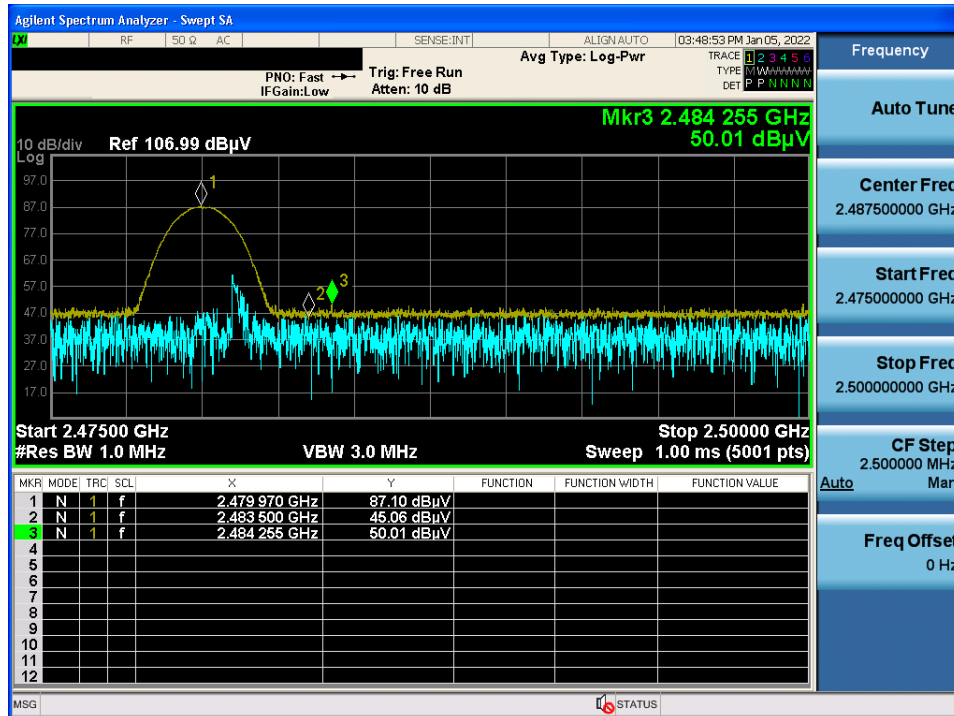 Agilent Spectrum Analyzer - Swept SA
LXI RF 50 Ω AC SENSE:INT ALIGN AUTO 03:48:53 PM Jan 05, 2022
Frequency
Avg Type: Log-Pwr
TRACE 1 2 3 4 5 6
PNO: Fast Trig: Free Run
TYPE M W W W W W
IFGain:Low Atten: 10 dB
DET P P N N N N
Auto Tune
Mkr3 2.484 255 GHz
50.01 dBµV
10 dB/div Ref 106.99 dBµV
Log
97.0
87.0
77.0
67.0
57.0
47.0
37.0
27.0
17.0
1
2
3
Center Freq
2.487500000 GHz
Start Freq
2.475000000 GHz
Stop Freq
2.500000000 GHz
Start 2.47500 GHz Stop 2.50000 GHz
#Res BW 1.0 MHz VBW 3.0 MHz Sweep 1.00 ms (5001 pts)
CF Step
2.500000 MHz
Auto Man
MKR MODE TRC SCL X Y FUNCTION FUNCTION WIDTH FUNCTION VALUE
1 N 1 f 2.479 970 GHz 87.10 dBµV
2 N 1 f 2.483 500 GHz 45.06 dBµV
3 N 1 f 2.484 255 GHz 50.01 dBµV
4
5
6
7
8
9
10
11
12
Freq Offset
0 Hz
MSG STATUS